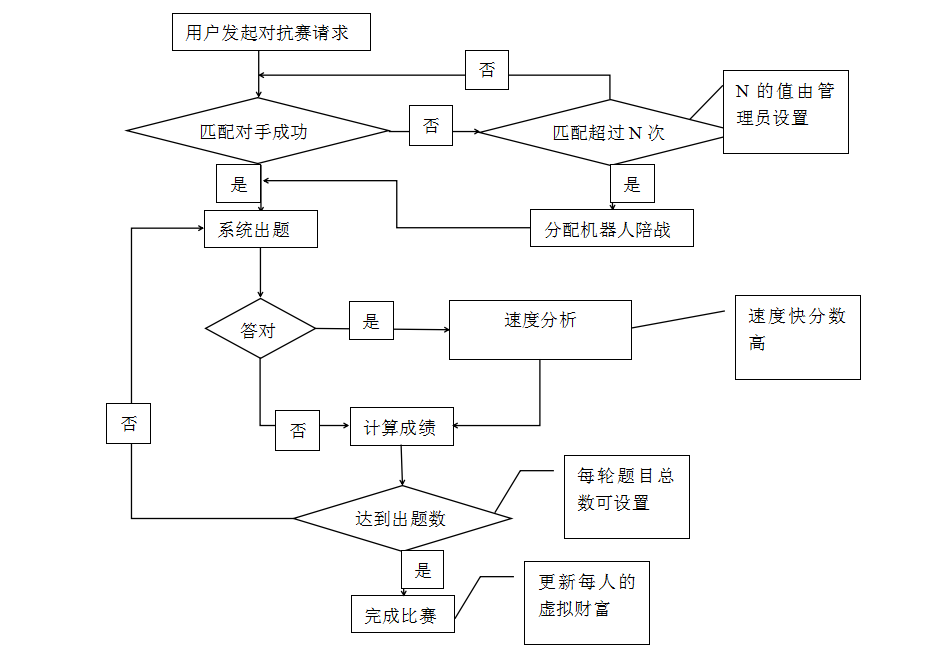 用户发起对抗赛请求
否
N 的值由管
理员设置
匹配对手成功
否
匹配超过 N 次
是
是
系统出题
分配机器人陪战
答对
是
速度分析
速度快分数
高
否
否
计算成绩
每轮题目总
数可设置
达到出题数
是
更新每人的
虚拟财富
完成比赛